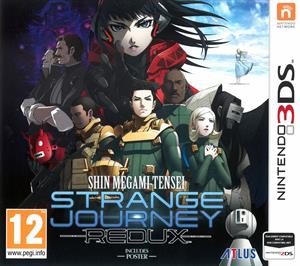 NINTENDO
NETWORK
NINTENDO 3DS
SHIN MEGAMI TENSEI
STRANGE
JOURNEY
REDUX
INCLUDES
POSTER
12
www.pegi.info
ATLUS
NINTENDO 2DS